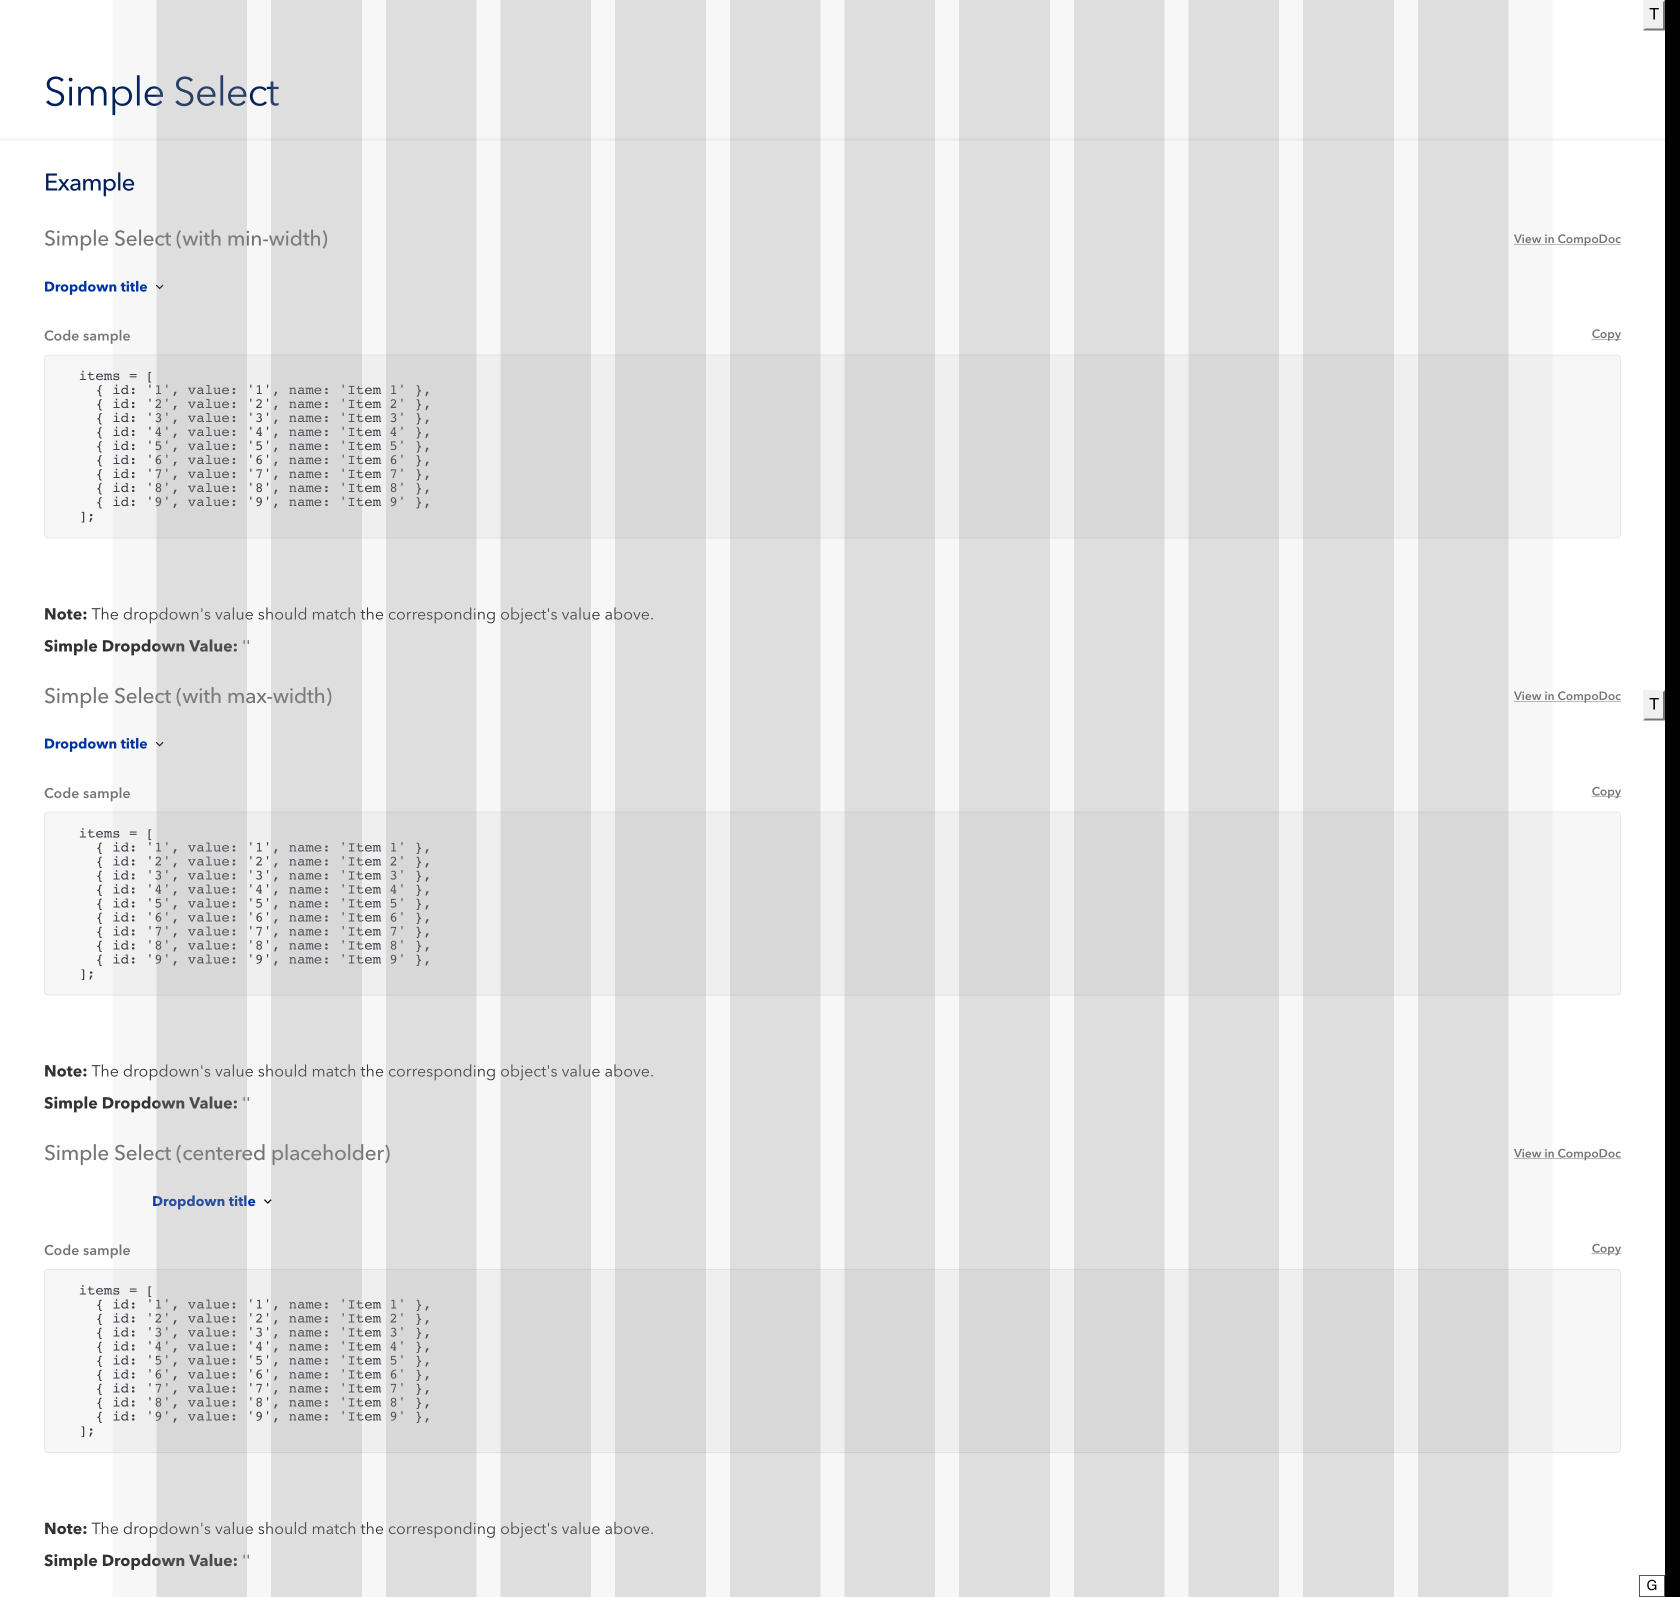 T
Simple Select
Example
Simple Select (with min-width)
View in CompoDoc
Dropdown title
Code sample
Copy
items = [
{ id: '1', value: '1', name: 'Item 1' },
{ id: '2', value: '2', name: 'Item 2' },
{ id: '3', value: '3', name: 'Item 3' },
{ id: '4', value: '4', name: 'Item 4' },
{ id: '5', value: '5', name: 'Item 5' },
{ id: '6', value: '6', name: 'Item 6' },
{ id: '7', value: '7', name: 'Item 7' },
{ id: '8', value: '8', name: 'Item 8' },
{ id: '9', value: '9', name: 'Item 9' },
];
Note: The dropdown's value should match the corresponding object's value above.
Simple Dropdown Value: ''
Simple Select (with max-width)
View in CompoDoc
T
Dropdown title
Code sample
Copy
items = [
{ id: '1', value: '1', name: 'Item 1' },
{ id: '2', value: '2', name: 'Item 2' },
{ id: '3', value: '3', name: 'Item 3' },
{ id: '4', value: '4', name: 'Item 4' },
{ id: '5', value: '5', name: 'Item 5' },
{ id: '6', value: '6', name: 'Item 6' },
{ id: '7', value: '7', name: 'Item 7' },
{ id: '8', value: '8', name: 'Item 8' },
{ id: '9', value: '9', name: 'Item 9' },
];
Note: The dropdown's value should match the corresponding object's value above.
Simple Dropdown Value: ''
Simple Select (centered placeholder)
View in CompoDoc
Dropdown title
Code sample
Copy
items = [
{ id: '1', value: '1', name: 'Item 1' },
{ id: '2', value: '2', name: 'Item 2' },
{ id: '3', value: '3', name: 'Item 3' },
{ id: '4', value: '4', name: 'Item 4' },
{ id: '5', value: '5', name: 'Item 5' },
{ id: '6', value: '6', name: 'Item 6' },
{ id: '7', value: '7', name: 'Item 7' },
{ id: '8', value: '8', name: 'Item 8' },
{ id: '9', value: '9', name: 'Item 9' },
];
Note: The dropdown's value should match the corresponding object's value above.
Simple Dropdown Value: ''
G